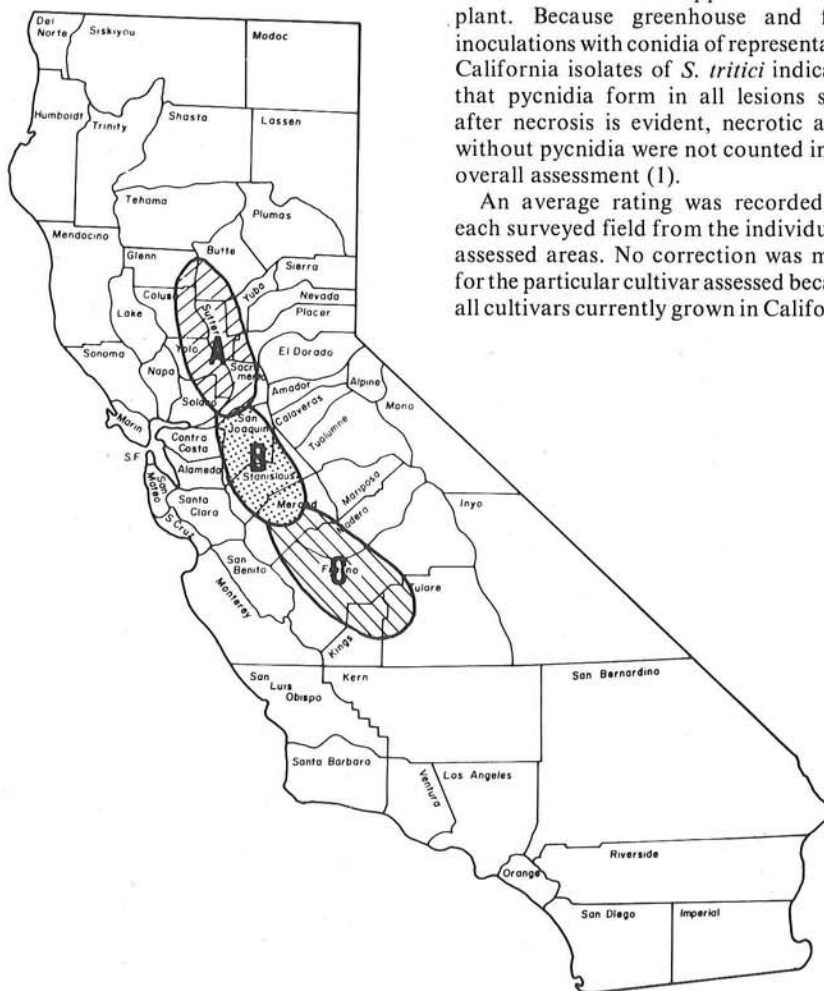 plant. Because greenhouse and f
inoculations with conidia of representa
California isolates of S. tritici indica
that pycnidia form in all lesions s
after necrosis is evident, necrotic a
without pycnidia were not counted in
overall assessment (1).
An average rating was recorded
each surveyed field from the individu
assessed areas. No correction was m
for the particular cultivar assessed beca
all cultivars currently grown in Califo
Del
Norte
Siskiyou
Modoc
Humboldt
Trinity
Shasta
Lassen
Tehama
Plumas
Mendocino
Glenn
Butte
Sierra
Colus
Yuba
Nevada
Lake
Sutter
Placer
Sonoma
Yolo
A
El Dorado
Napa
Sacramento
Amador
Alpine
Solano
Calaveras
Mono
Marin
San
Joaquin
Tualumne
Contra
Costa
S.F
B
Alameda
Stanislaus
San
Mateo
Santa
Clara
Merced
Mariposa
Inyo
S. Cruz
Madera
San
Benito
Fresno
C
Tulare
Monterey
Kings
San
Luis
Obispo
Kern
San Bernardino
Santa Barbara
Ventura
Los Angeles
Orange
Riverside
San Diego
Imperial